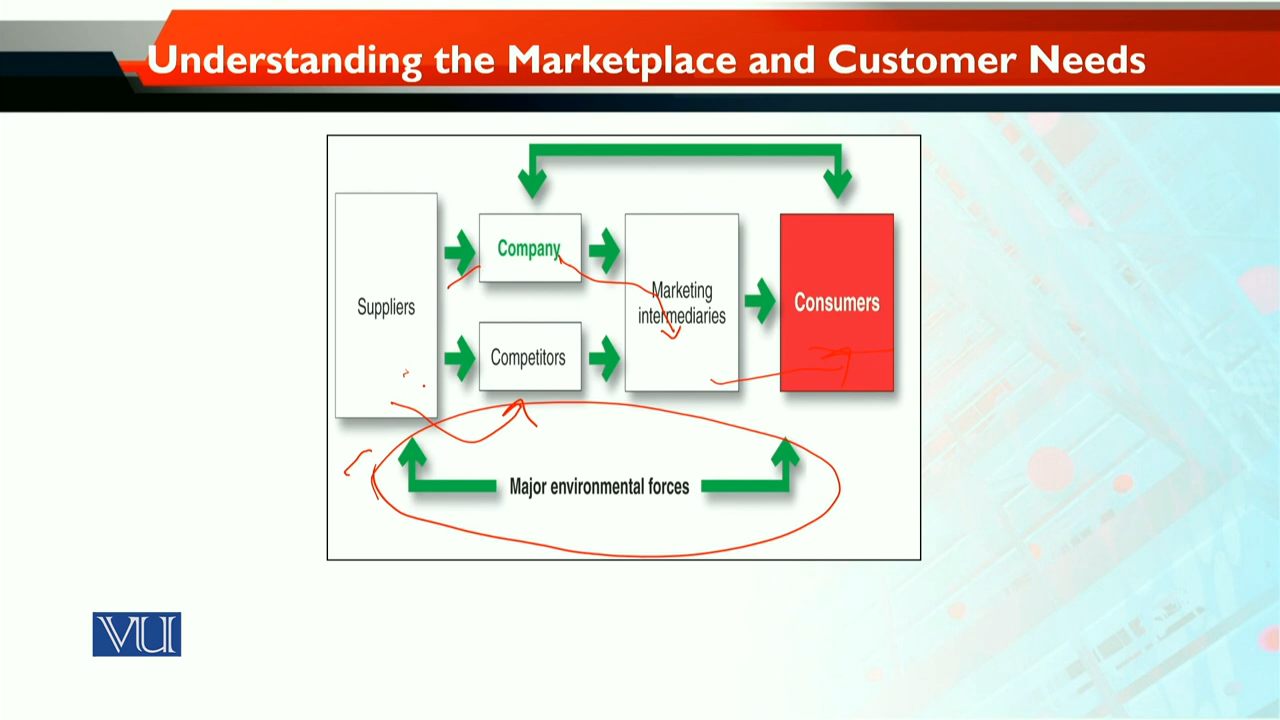 Understanding the Marketplace and Customer Needs
Company
Suppliers
Marketing
intermediaries
Consumers
Competitors
Major environmental forces
VU